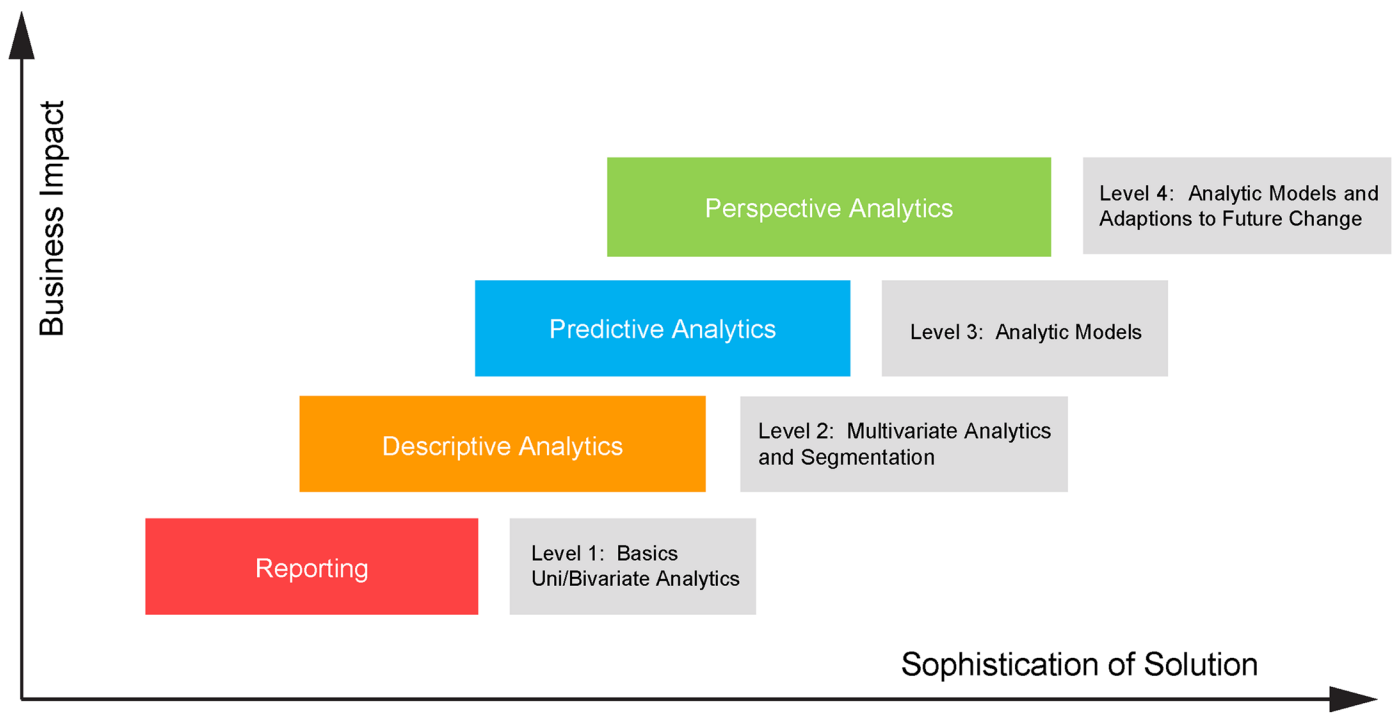 Business Impact
Perspective Analytics
Level 4: Analytic Models and
Adaptions to Future Change
Predictive Analytics
Level 3: Analytic Models
Descriptive Analytics
Level 2: Multivariate Analytics
and Segmentation
Reporting
Level 1: Basics
Uni/Bivariate Analytics
Sophistication of Solution